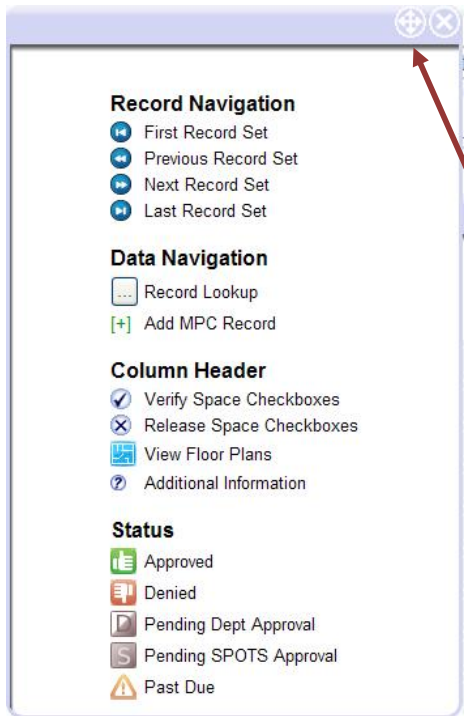 Record Navigation
First Record Set
Previous Record Set
Next Record Set
Last Record Set
Data Navigation
... Record Lookup
[+] Add MPC Record
Column Header
Verify Space Checkboxes
Release Space Checkboxes
View Floor Plans
? Additional Information
Status
Approved
Denied
D Pending Dept Approval
S Pending SPOTS Approval
Past Due